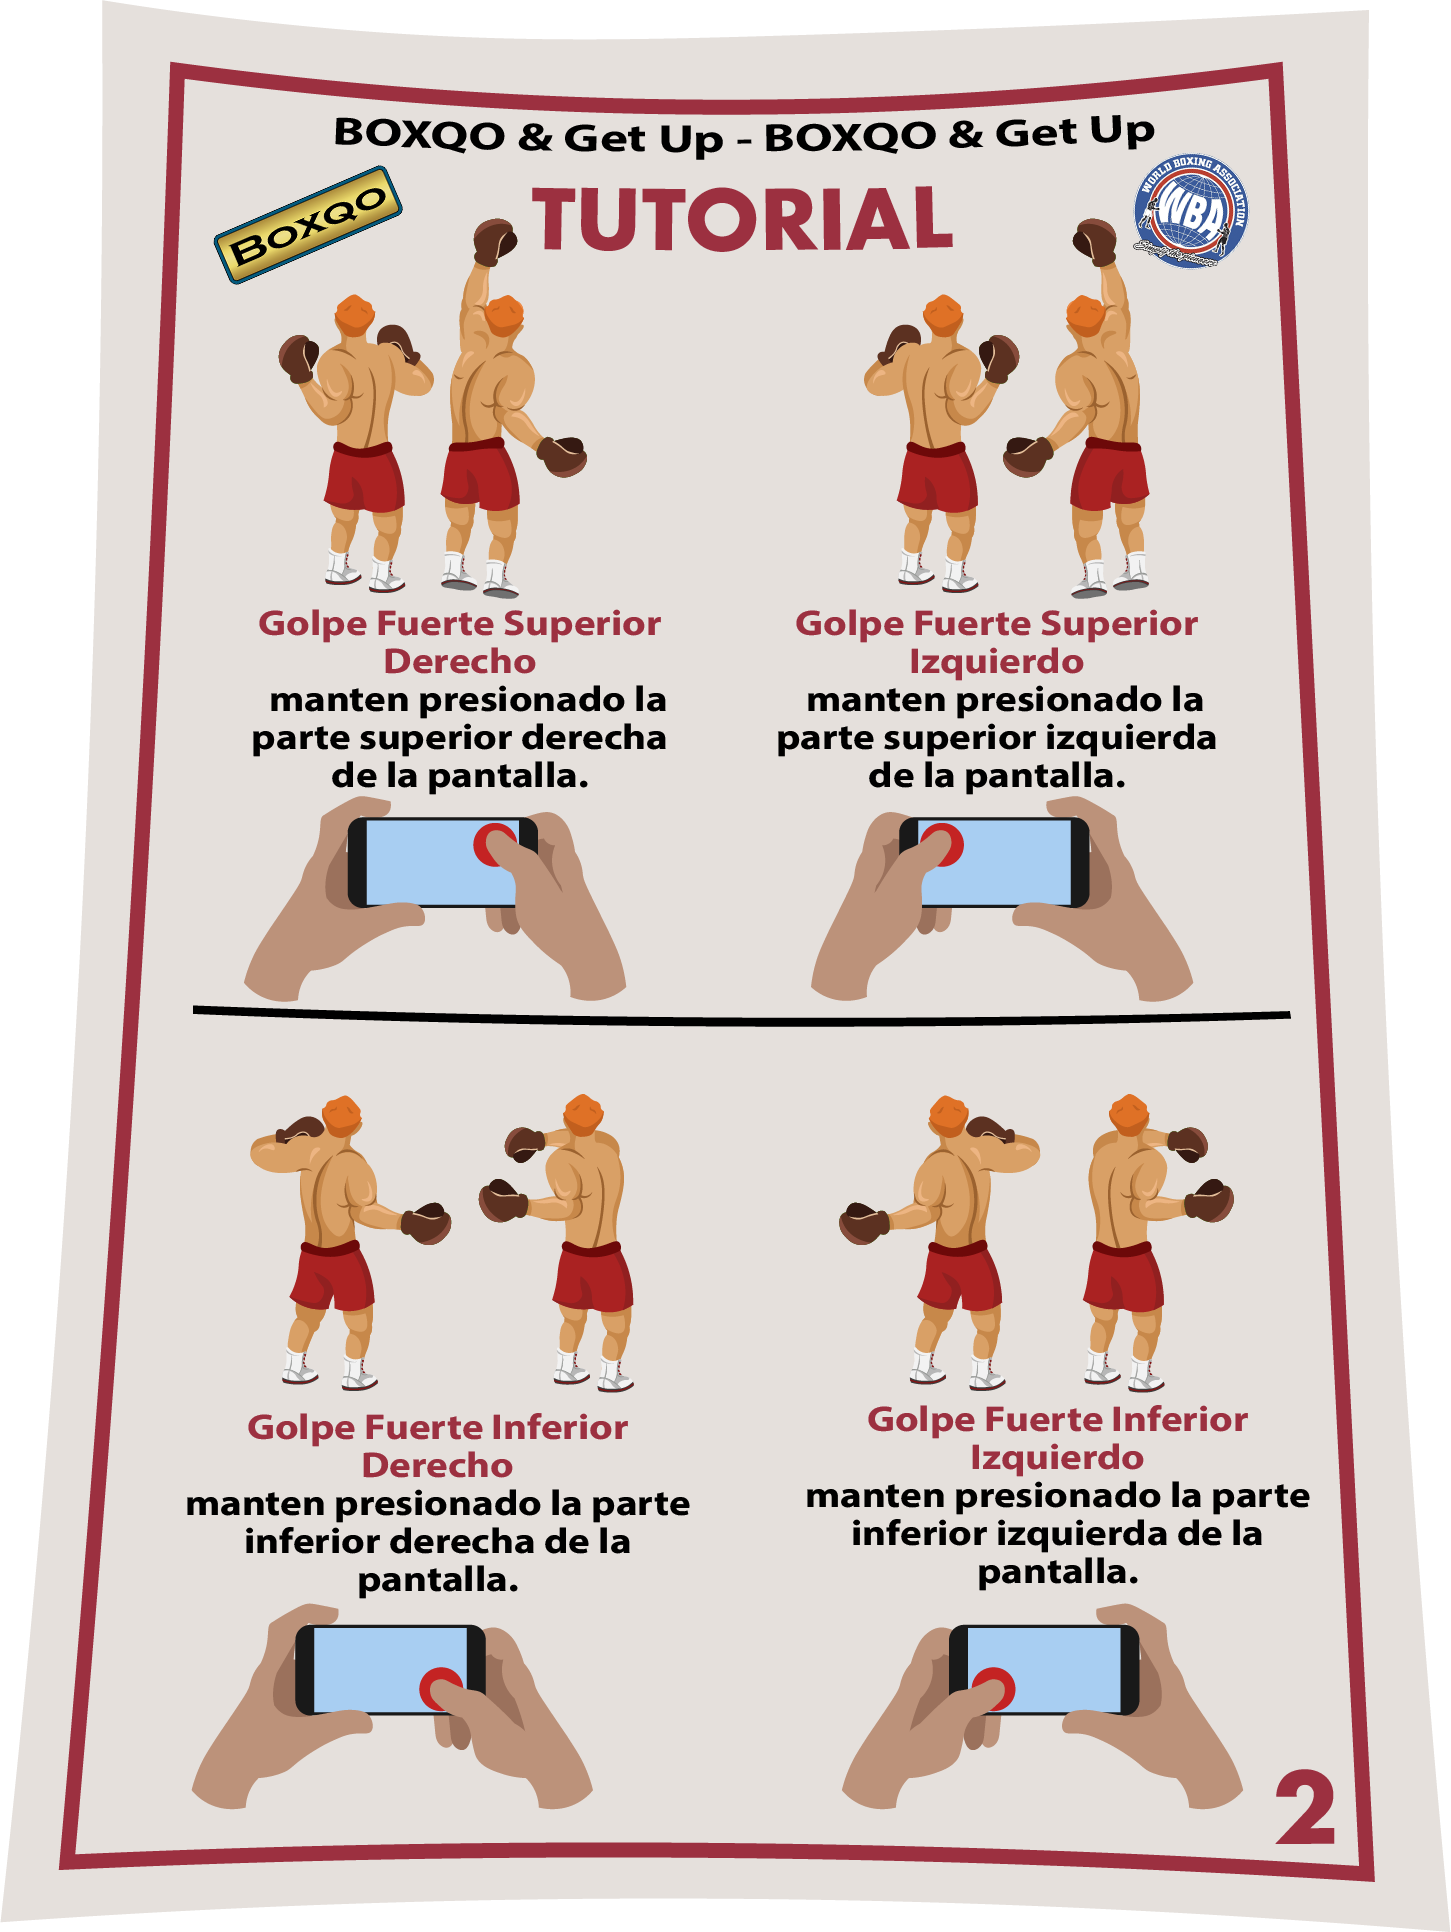 BOXQO & Get Up - BOXQO & Get Up
BOXQO
TUTORIAL
WORLD BOXING ASSOCIATION
WBA
Simply the pioneers
Golpe Fuerte Superior
Derecho
manten presionado la
parte superior derecha
de la pantalla.
Golpe Fuerte Superior
Izquierdo
manten presionado la
parte superior izquierda
de la pantalla.
Golpe Fuerte Inferior
Derecho
manten presionado la parte
inferior derecha de la
pantalla.
Golpe Fuerte Inferior
Izquierdo
manten presionado la parte
inferior izquierda de la
pantalla.
2